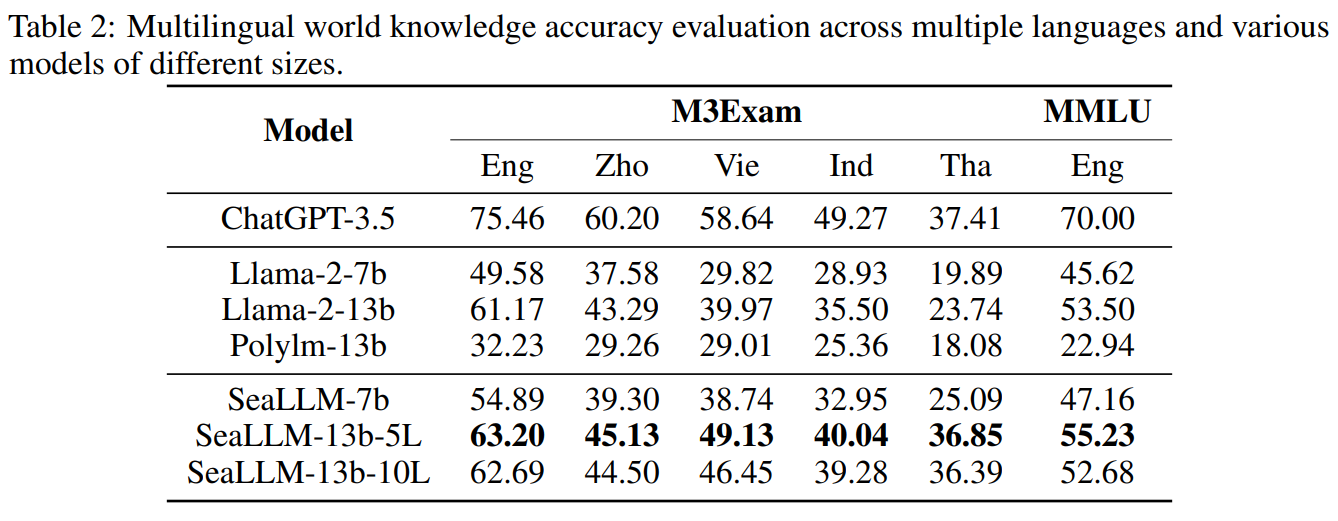 Table 2: Multilingual world knowledge accuracy evaluation across multiple languages and various
models of different sizes.
Model M3Exam MMLU
Eng Zho Vie Ind Tha Eng
ChatGPT-3.5 75.46 60.20 58.64 49.27 37.41 70.00
Llama-2-7b 49.58 37.58 29.82 28.93 19.89 45.62
Llama-2-13b 61.17 43.29 39.97 35.50 23.74 53.50
Polylm-13b 32.23 29.26 29.01 25.36 18.08 22.94
SeaLLM-7b 54.89 39.30 38.74 32.95 25.09 47.16
SeaLLM-13b-5L 63.20 45.13 49.13 40.04 36.85 55.23
SeaLLM-13b-10L 62.69 44.50 46.45 39.28 36.39 52.68